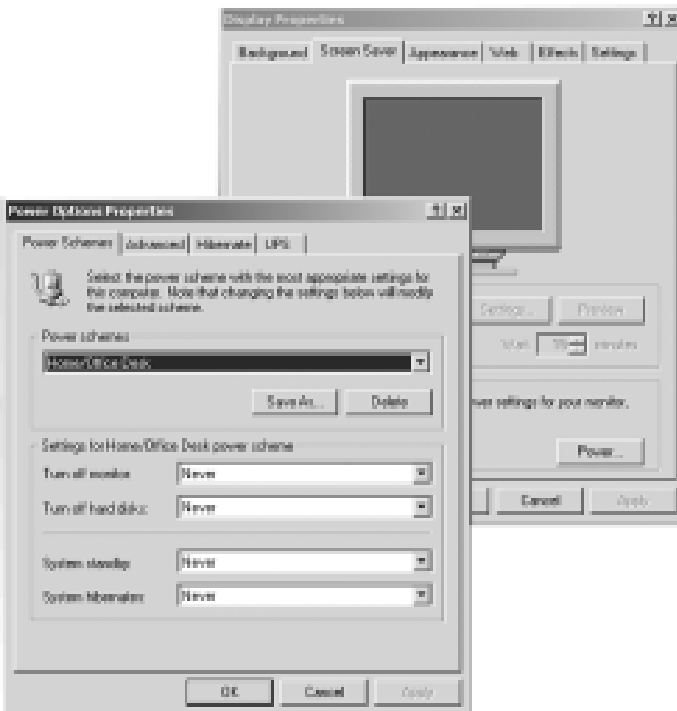 Display Properties
Background Screen Saver Appearance Web Effects Settings
Settings... Preview
Wait: minutes
power settings for your monitor.
Power...
Cancel Apply
Power Options Properties
Power Schemes Advanced Hibernate UPS
Select the power scheme with the most appropriate settings for
this computer. Note that changing the settings below will modify
the selected scheme.
Power schemes
Home/Office Desk
Save As... Delete
Settings for Home/Office Desk power scheme
Turn off monitor: Never
Turn off hard disks: Never
System standby: Never
System hibernates: Never
OK Cancel Apply